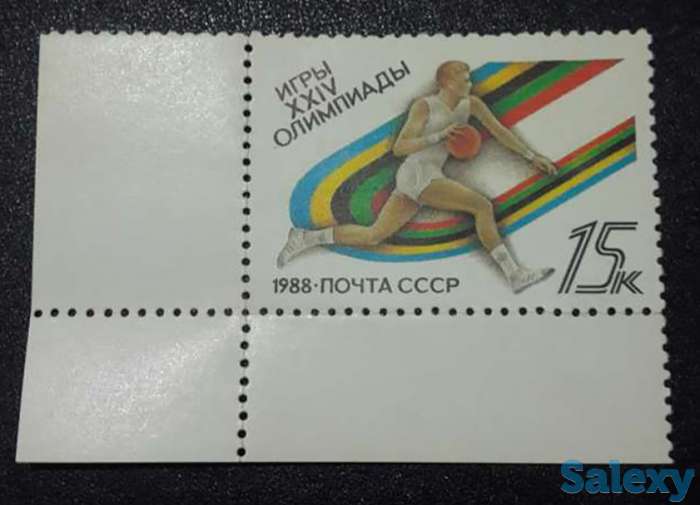 ИГРЫ
XXIV
ОЛИМПИАДЫ
1988·ПОЧТА СССР
15к
Salexy